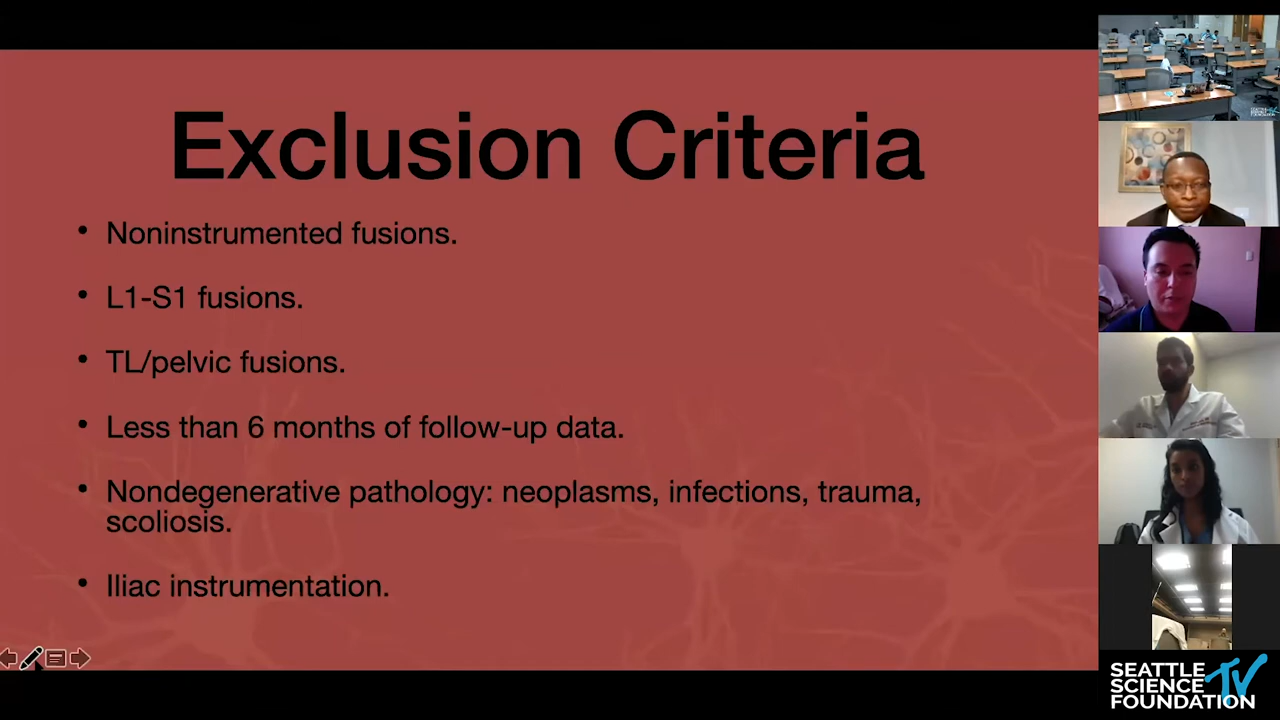 Exclusion Criteria
• Noninstrumented fusions.
• L1-S1 fusions.
• TL/pelvic fusions.
• Less than 6 months of follow-up data.
• Nondegenerative pathology: neoplasms, infections, trauma,
scoliosis.
• Iliac instrumentation.
SEATTLE
SCIENCE TV
FOUNDATION